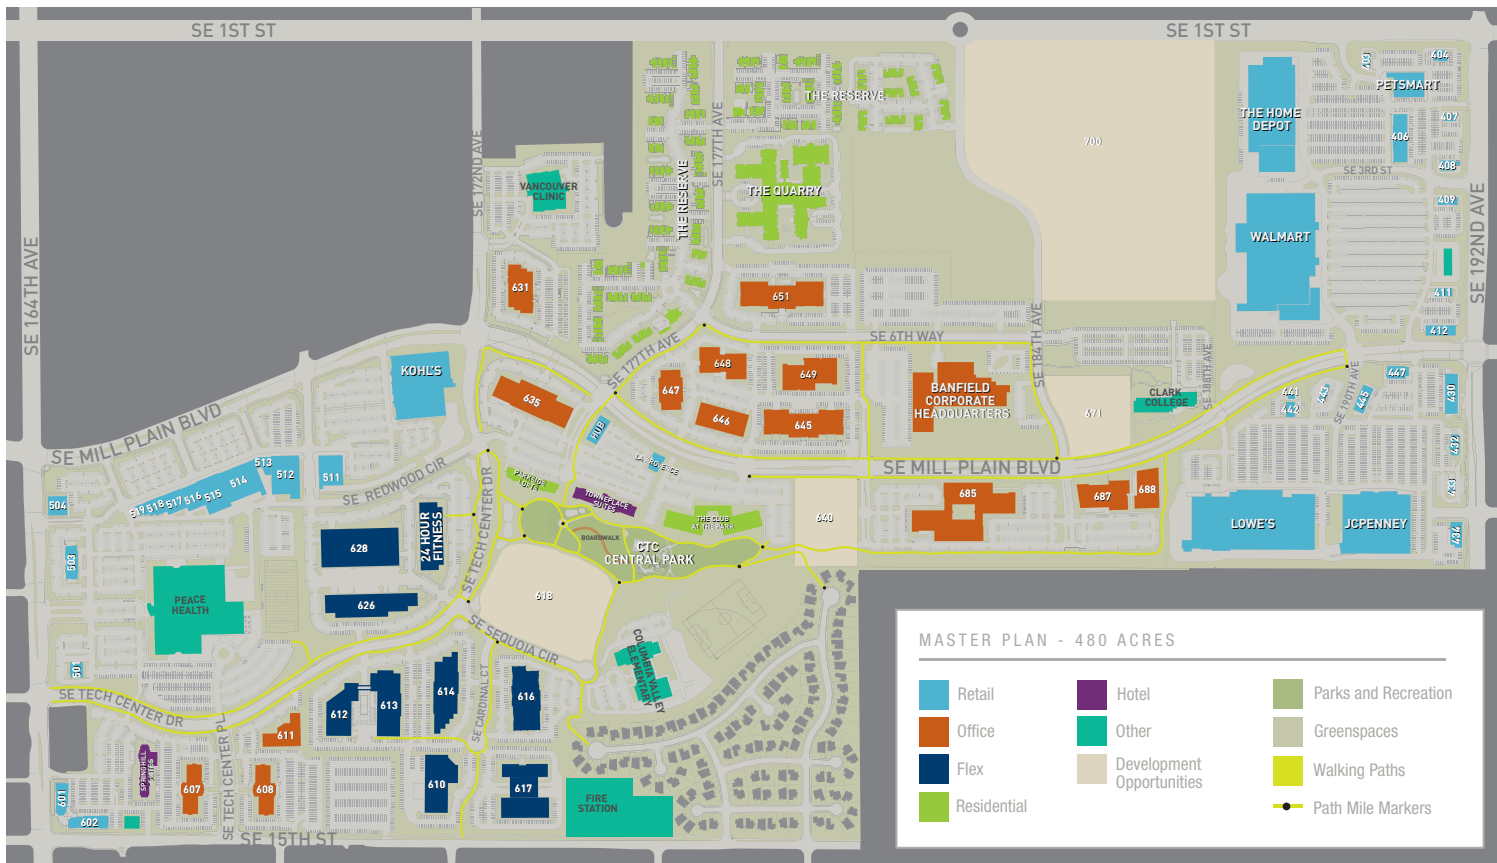 SE 1ST ST
SE 1ST ST
403
404
PETSMART
THE RESERVE
THE HOME
DEPOT
406
407
SE 177TH AVE
700
408
SE 3RD ST
SE 172ND AVE
VANCOUVER
CLINIC
THE RESERVE
THE QUARRY
409
SE 192ND AVE
WALMART
SE 164TH AVE
631
651
411
412
SE 6TH WAY
SE 184TH AVE
SE 177TH AVE
648
649
647
KOHL'S
635
646
645
BANFIELD
CORPORATE
HEADQUARTERS
671
CLARK
COLLEGE
SE 188TH AVE
441
442
443
SE 190TH AVE
445
447
430
HUB
SE MILL PLAIN BLVD
SE MILL PLAIN BLVD
LA PROVENCE
432
513
512
511
514
515
516
517
518
519
504
SE REDWOOD CIR
SE TECH CENTER DR
PARKSIDE
LOFTS
TOWNEPLACE
SUITES
THE CLUB
AT THE PARK
640
685
687
688
433
LOWE'S
JCPENNEY
434
24 HOUR
FITNESS
BOARDWALK
CTC
CENTRAL PARK
628
503
618
PEACE
HEALTH
626
SE SEQUOIA CIR
COLUMBIA VALLEY
ELEMENTARY
501
SE TECH CENTER DR
612
613
614
SE CARDINAL CT
616
611
SE TECH CENTER PL
SPRINGHILL
SUITES
607
608
610
617
601
602
FIRE
STATION
SE 15TH ST
MASTER PLAN - 480 ACRES
Retail
Office
Flex
Residential
Hotel
Other
Development
Opportunities
Parks and Recreation
Greenspaces
Walking Paths
Path Mile Markers